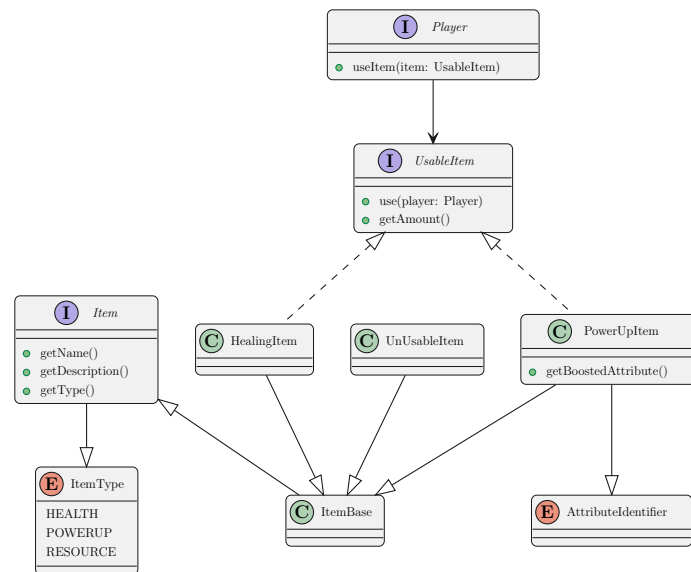 I Player
useItem(item: UsableItem)
I UsableItem
use(player: Player)
getAmount()
I Item
getName()
getDescription()
getType()
C HealingItem
C UnUsableItem
C PowerUpItem
getBoostedAttribute()
E ItemType
HEALTH
POWERUP
RESOURCE
C ItemBase
E AttributeIdentifier